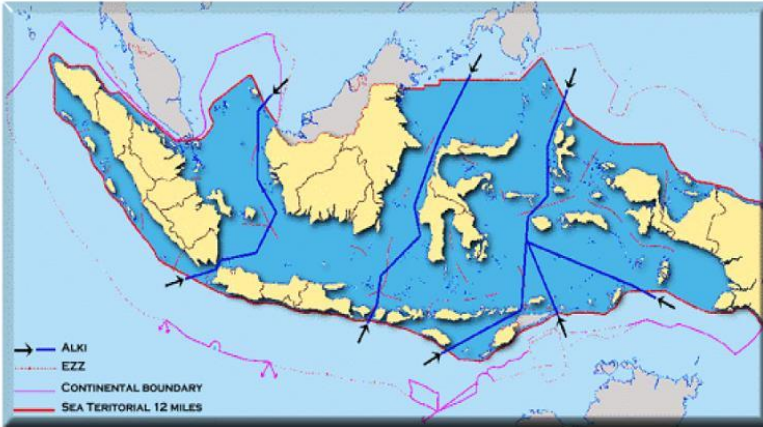 ALKI
EZZ
CONTINENTAL BOUNDARY
SEA TERITORIAL 12 MILES